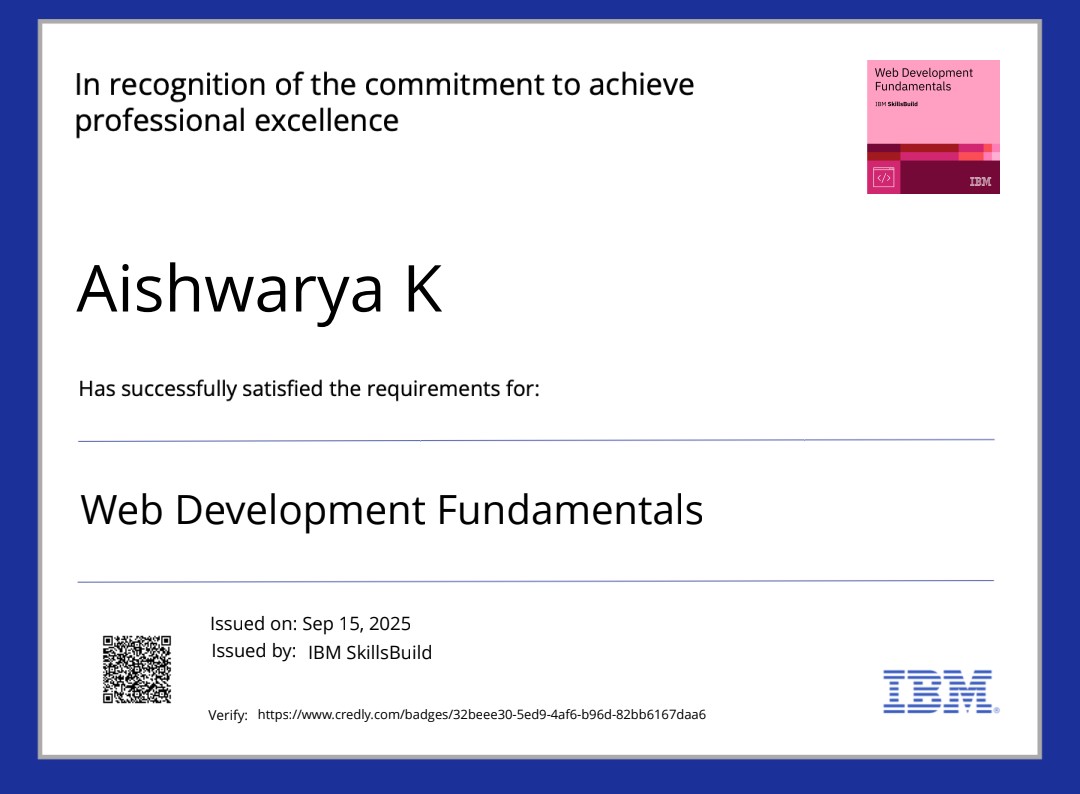 In recognition of the commitment to achieve
professional excellence
Web Development
Fundamentals
IBM SkillsBuild
</>
IBM
Aishwarya K
Has successfully satisfied the requirements for:
Web Development Fundamentals
Issued on: Sep 15, 2025
Issued by: IBM SkillsBuild
Verify: https://www.credly.com/badges/32beee30-5ed9-4af6-b96d-82bb6167daa6
IBM®